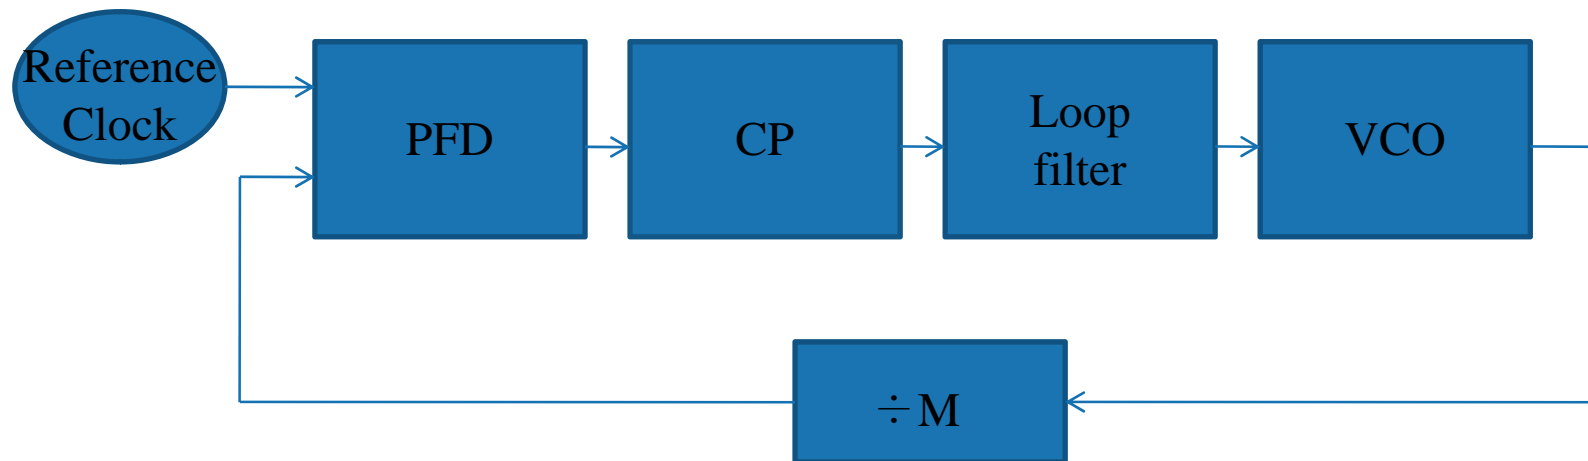 Reference
Clock
PFD
CP
Loop
filter
VCO
÷M